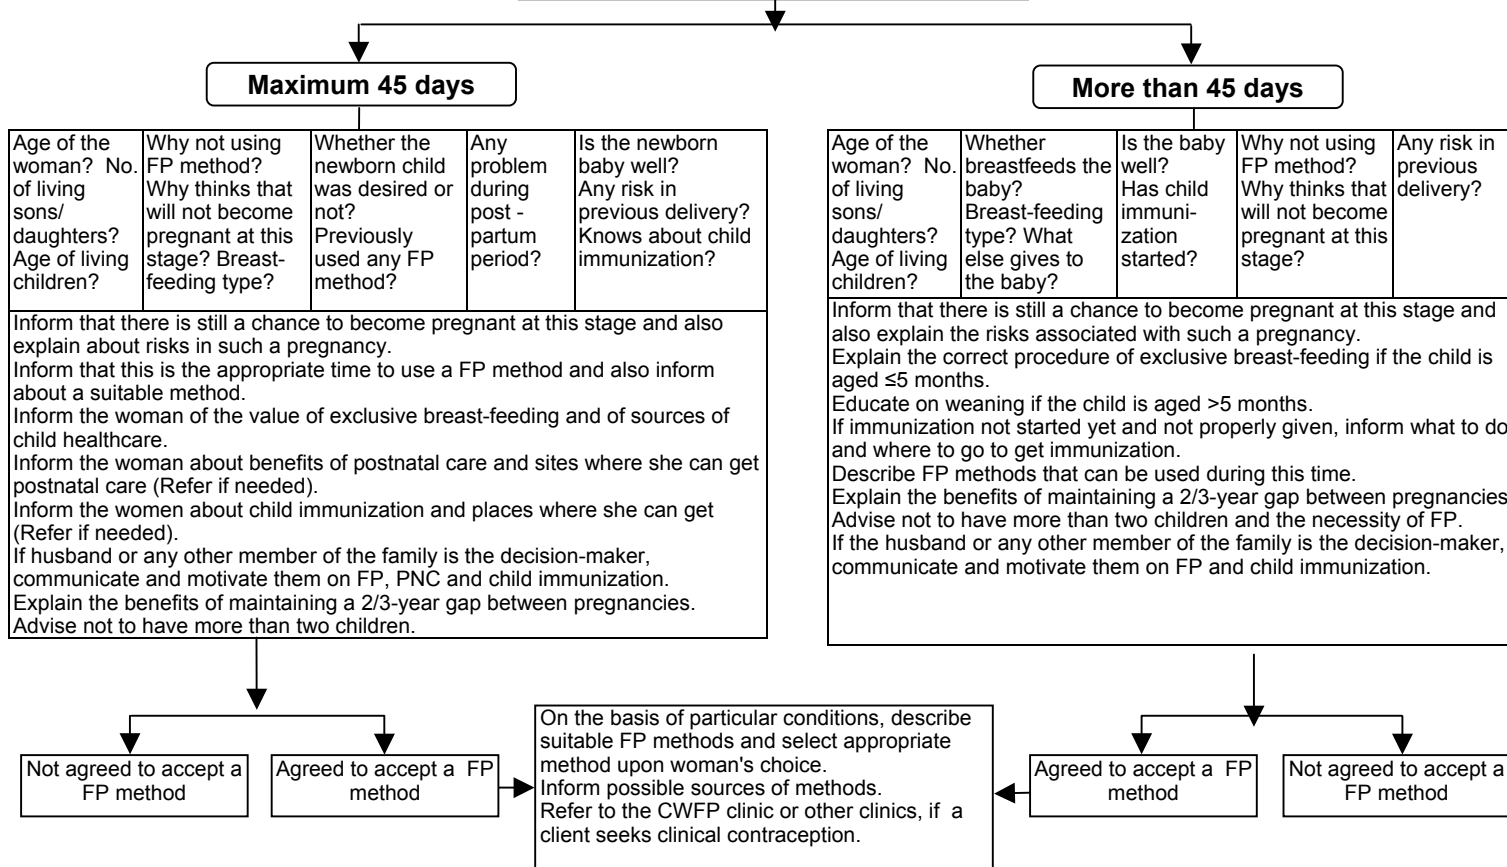 Maximum 45 days
More than 45 days
Age of the
woman? No.
of living
sons/
daughters?
Age of living
children?
Why not using
FP method?
Why thinks that
will not become
pregnant at this
stage? Breast-
feeding type?
Whether the
newborn child
was desired or
not?
Previously
used any FP
method?
Any
problem
during
post -
partum
period?
Is the newborn
baby well?
Any risk in
previous delivery?
Knows about child
immunization?
Inform that there is still a chance to become pregnant at this stage and also
explain about risks in such a pregnancy.
Inform that this is the appropriate time to use a FP method and also inform
about a suitable method.
Inform the woman of the value of exclusive breast-feeding and of sources of
child healthcare.
Inform the woman about benefits of postnatal care and sites where she can get
postnatal care (Refer if needed).
Inform the women about child immunization and places where she can get
(Refer if needed).
If husband or any other member of the family is the decision-maker,
communicate and motivate them on FP, PNC and child immunization.
Explain the benefits of maintaining a 2/3-year gap between pregnancies.
Advise not to have more than two children.
Age of the
woman? No.
of living
sons/
daughters?
Age of living
children?
Whether
breastfeeds the
baby?
Breast-feeding
type? What
else gives to
the baby?
Is the baby
well?
Has child
immuni-
zation
started?
Why not using
FP method?
Why thinks that
will not become
pregnant at this
stage?
Any risk in
previous
delivery?
Inform that there is still a chance to become pregnant at this stage and
also explain the risks associated with such a pregnancy.
Explain the correct procedure of exclusive breast-feeding if the child is
aged ≤5 months.
Educate on weaning if the child is aged >5 months.
If immunization not started yet and not properly given, inform what to do
and where to go to get immunization.
Describe FP methods that can be used during this time.
Explain the benefits of maintaining a 2/3-year gap between pregnancies
Advise not to have more than two children and the necessity of FP.
If the husband or any other member of the family is the decision-maker,
communicate and motivate them on FP and child immunization.
Not agreed to accept a
FP method
Agreed to accept a FP
method
On the basis of particular conditions, describe
suitable FP methods and select appropriate
method upon woman's choice.
Inform possible sources of methods.
Refer to the CWFP clinic or other clinics, if a
client seeks clinical contraception.
Agreed to accept a FP
method
Not agreed to accept a
FP method